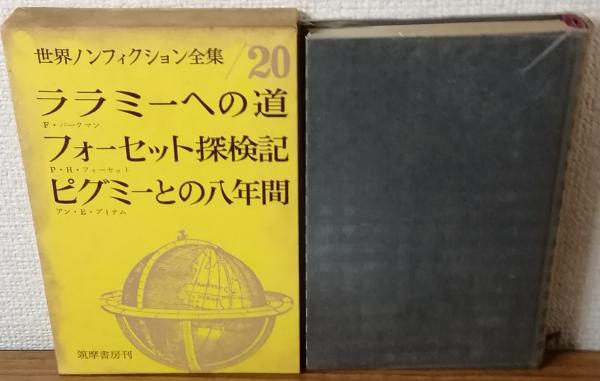 世界ノンフィクション全集/20
ララミーへの道
F・パークマン
フォーセット探検記
P・H・フォーセット
ピグミーとの八年間
アン・E・プトナム
筑摩書房刊